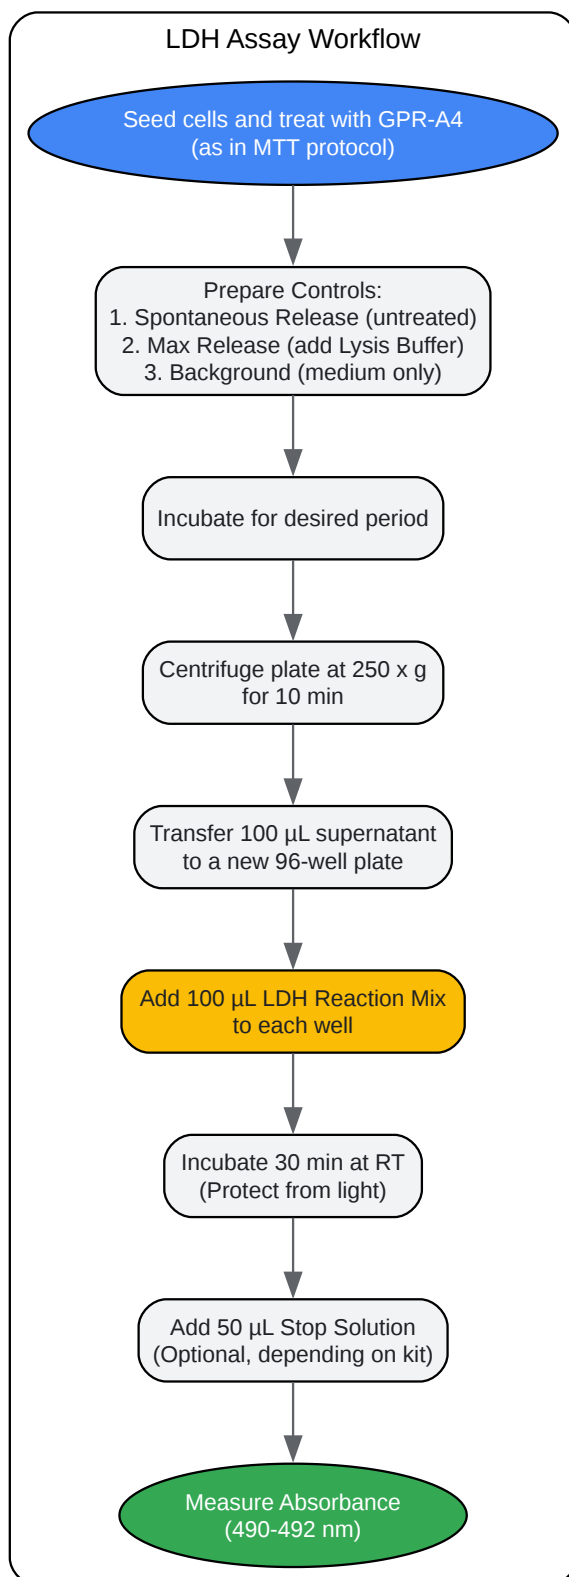 LDH Assay Workflow
Seed cells and treat with GPR-A4
(as in MTT protocol)
Prepare Controls:
1. Spontaneous Release (untreated)
2. Max Release (add Lysis Buffer)
3. Background (medium only)
Incubate for desired period
Centrifuge plate at 250 x g
for 10 min
Transfer 100 µL supernatant
to a new 96-well plate
Add 100 µL LDH Reaction Mix
to each well
Incubate 30 min at RT
(Protect from light)
Add 50 µL Stop Solution
(Optional, depending on kit)
Measure Absorbance
(490-492 nm)